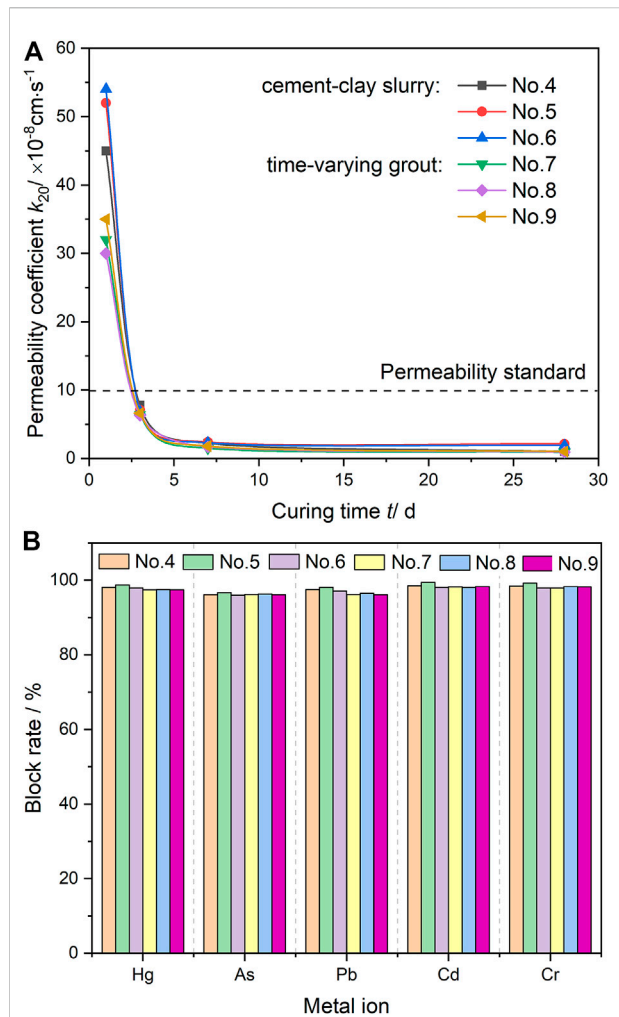 A
60
50
40
30
20
10
0
Permeability coefficient k₂₀/ ×10⁻⁸cm·s⁻¹
cement-clay slurry:
No.4
No.5
No.6
time-varying grout:
No.7
No.8
No.9
Permeability standard
0 5 10 15 20 25 30
Curing time t/ d
B
No.4 No.5 No.6 No.7 No.8 No.9
100
80
60
40
20
0
Block rate / %
Hg As Pb Cd Cr
Metal ion